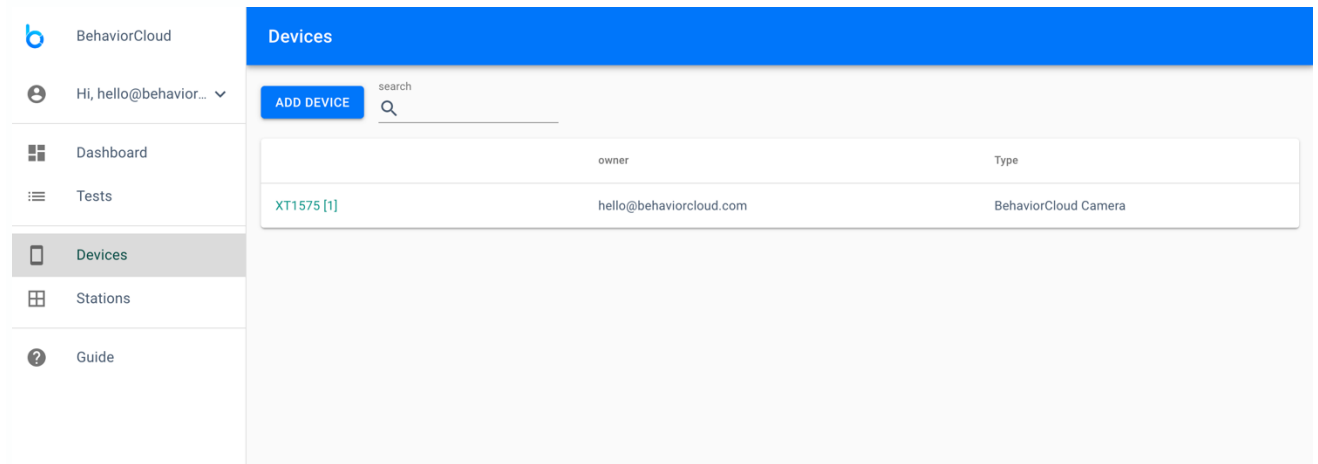 BehaviorCloud
Hi, hello@behavior...
Dashboard
Tests
Devices
Stations
Guide
Devices
ADD DEVICE
search
owner Type
XT1575 [1] hello@behaviorcloud.com BehaviorCloud Camera